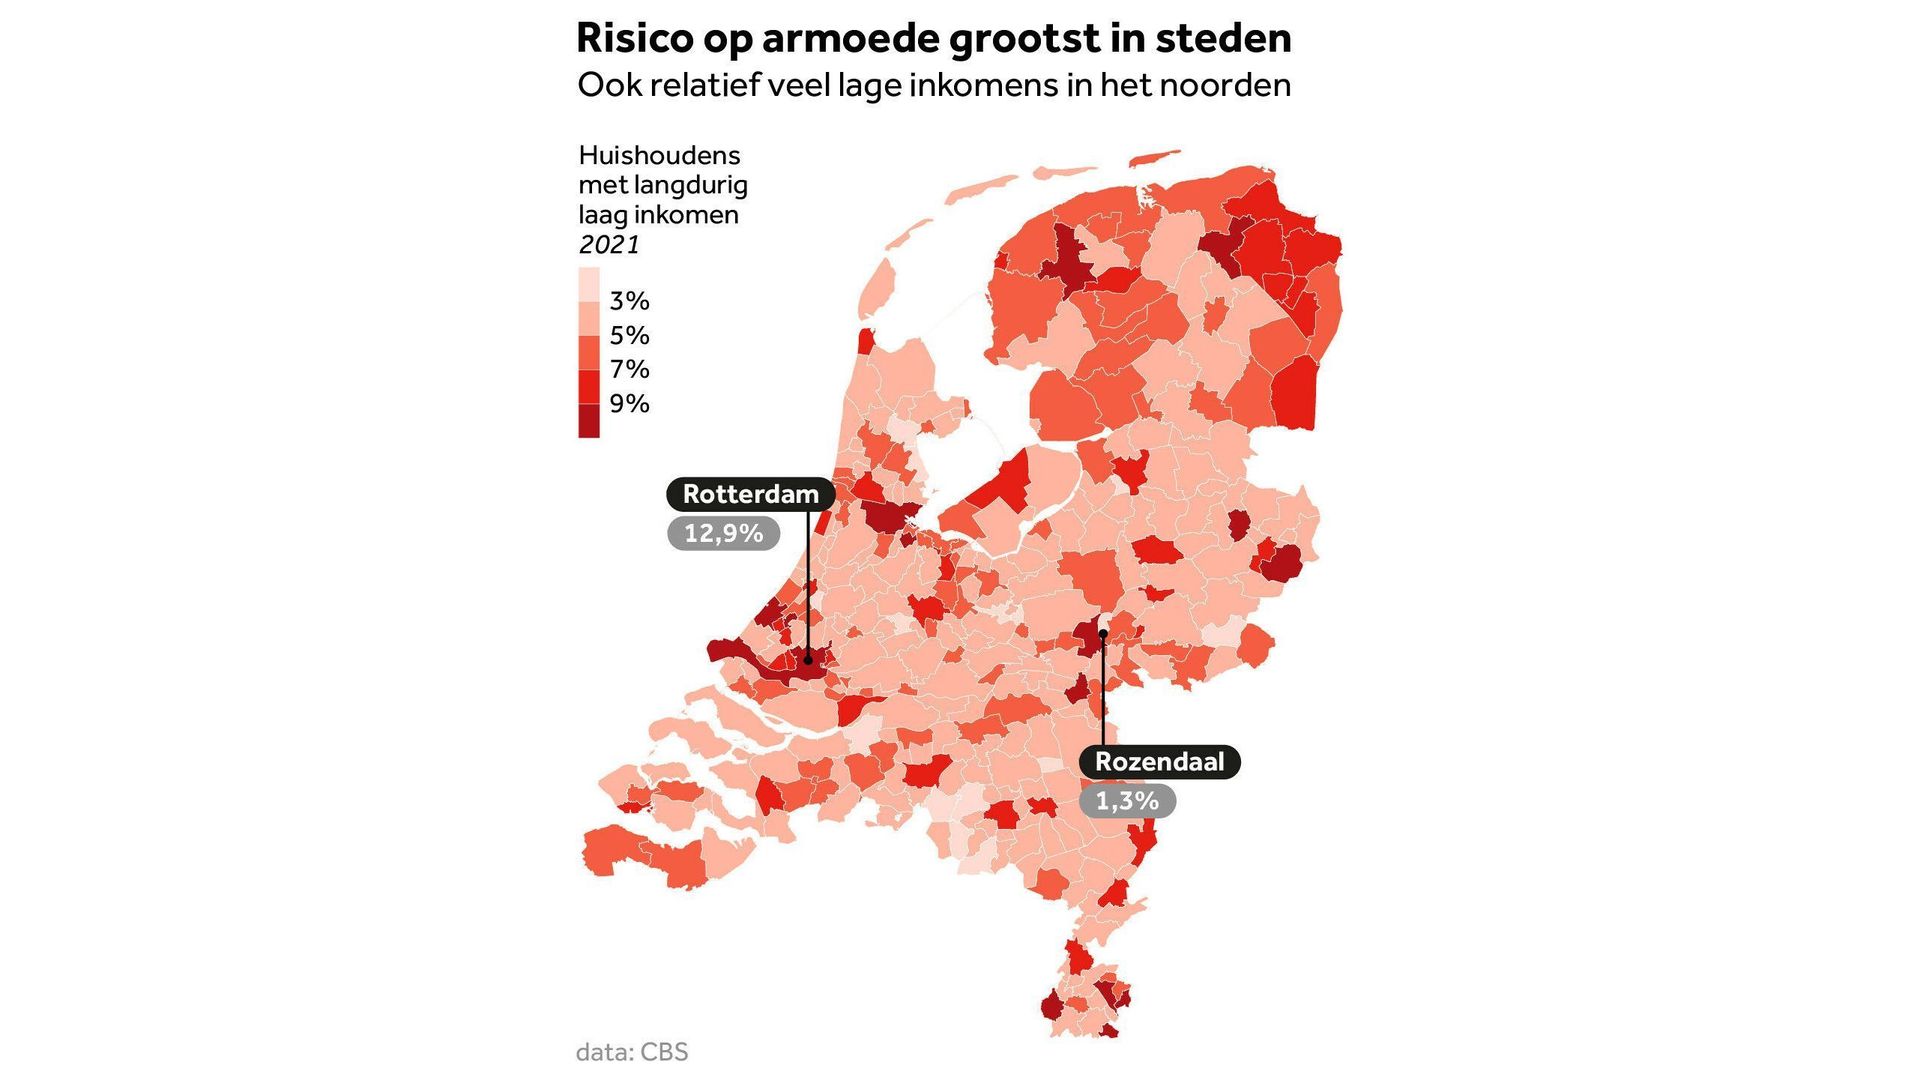 Risico op armoede grootst in steden
Ook relatief veel lage inkomens in het noorden
Huishoudens
met langdurig
laag inkomen
2021
3%
5%
7%
9%
Rotterdam
12,9%
Rozendaal
1,3%
data: CBS